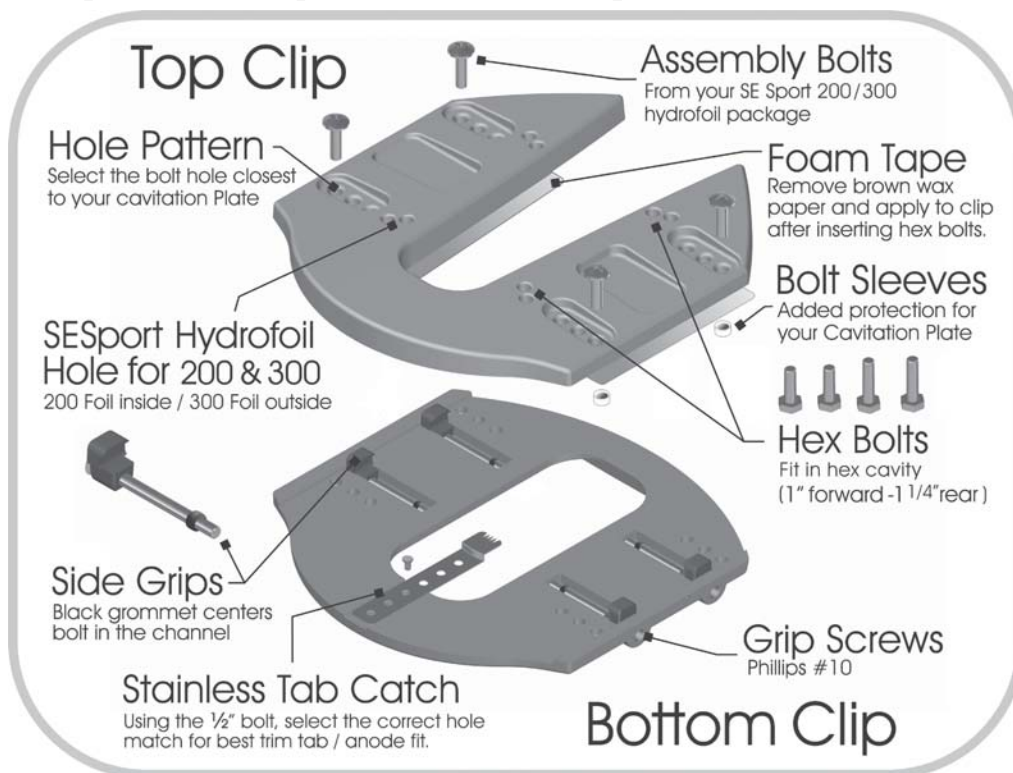 Top Clip
Assembly Bolts
From your SE Sport 200/300
hydrofoil package
Hole Pattern
Select the bolt hole closest
to your cavitation Plate
Foam Tape
Remove brown wax
paper and apply to clip
after inserting hex bolts.
Bolt Sleeves
Added protection for
your Cavitation Plate
SESport Hydrofoil
Hole for 200 & 300
200 Foil inside / 300 Foil outside
Hex Bolts
Fit in hex cavity
(1" forward -1 1/4"rear )
Side Grips
Black grommet centers
bolt in the channel
Grip Screws
Phillips #10
Stainless Tab Catch
Using the ½" bolt, select the correct hole
match for best trim tab / anode fit.
Bottom Clip